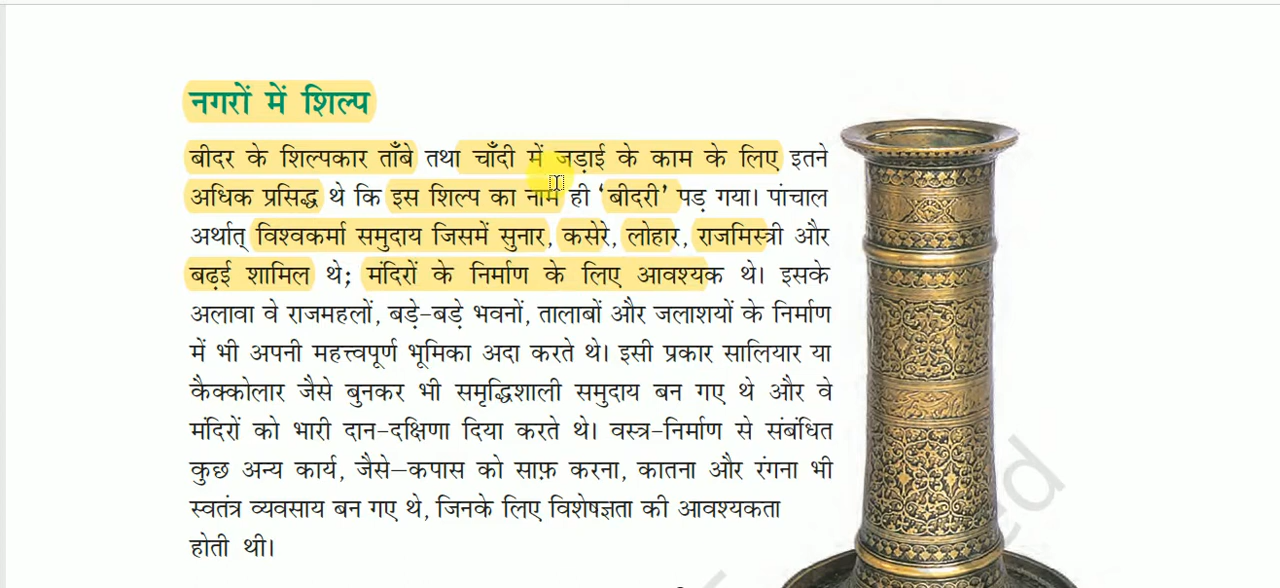 नगरों में शिल्प
बीदर के शिल्पकार ताँबे तथा चाँदी में जड़ाई के काम के लिए इतने
अधिक प्रसिद्ध थे कि इस शिल्प का नाम ही ‘बीदरी’ पड़ गया। पांचाल
अर्थात् विश्वकर्मा समुदाय जिसमें सुनार, कसेरे, लोहार, राजमिस्त्री और
बढ़ई शामिल थे; मंदिरों के निर्माण के लिए आवश्यक थे। इसके
अलावा वे राजमहलों, बड़े-बड़े भवनों, तालाबों और जलाशयों के निर्माण
में भी अपनी महत्त्वपूर्ण भूमिका अदा करते थे। इसी प्रकार सालियार या
कैक्कोलार जैसे बुनकर भी समृद्धिशाली समुदाय बन गए थे और वे
मंदिरों को भारी दान-दक्षिणा दिया करते थे। वस्त्र-निर्माण से संबंधित
कुछ अन्य कार्य, जैसे—कपास को साफ़ करना, कातना और रंगना भी
स्वतंत्र व्यवसाय बन गए थे, जिनके लिए विशेषज्ञता की आवश्यकता
होती थी।